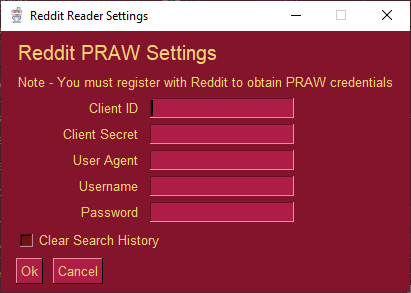 Reddit Reader Settings
Reddit PRAW Settings
Note - You must register with Reddit to obtain PRAW credentials
Client ID
Client Secret
User Agent
Username
Password
Clear Search History
Ok Cancel